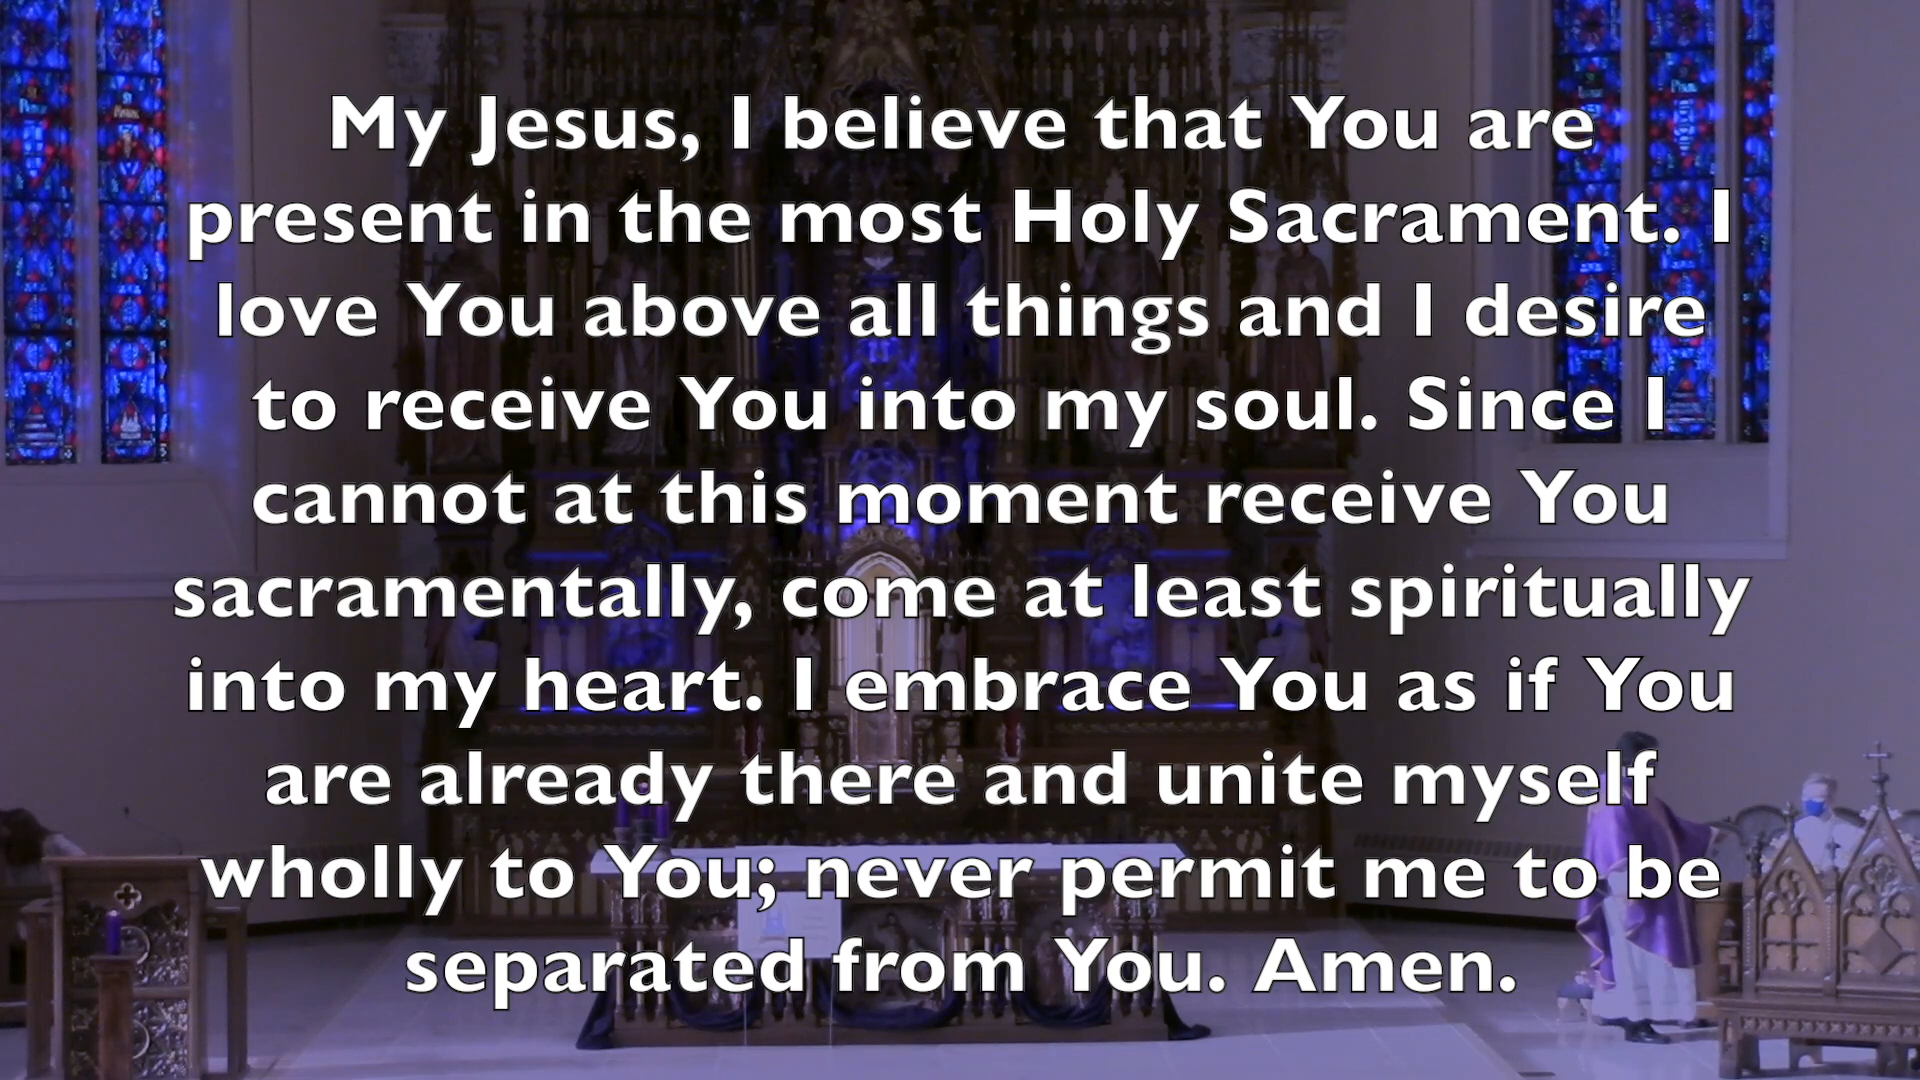 My Jesus, I believe that You are
present in the most Holy Sacrament. I
love You above all things and I desire
to receive You into my soul. Since I
cannot at this moment receive You
sacramentally, come at least spiritually
into my heart. I embrace You as if You
are already there and unite myself
wholly to You; never permit me to be
separated from You. Amen.